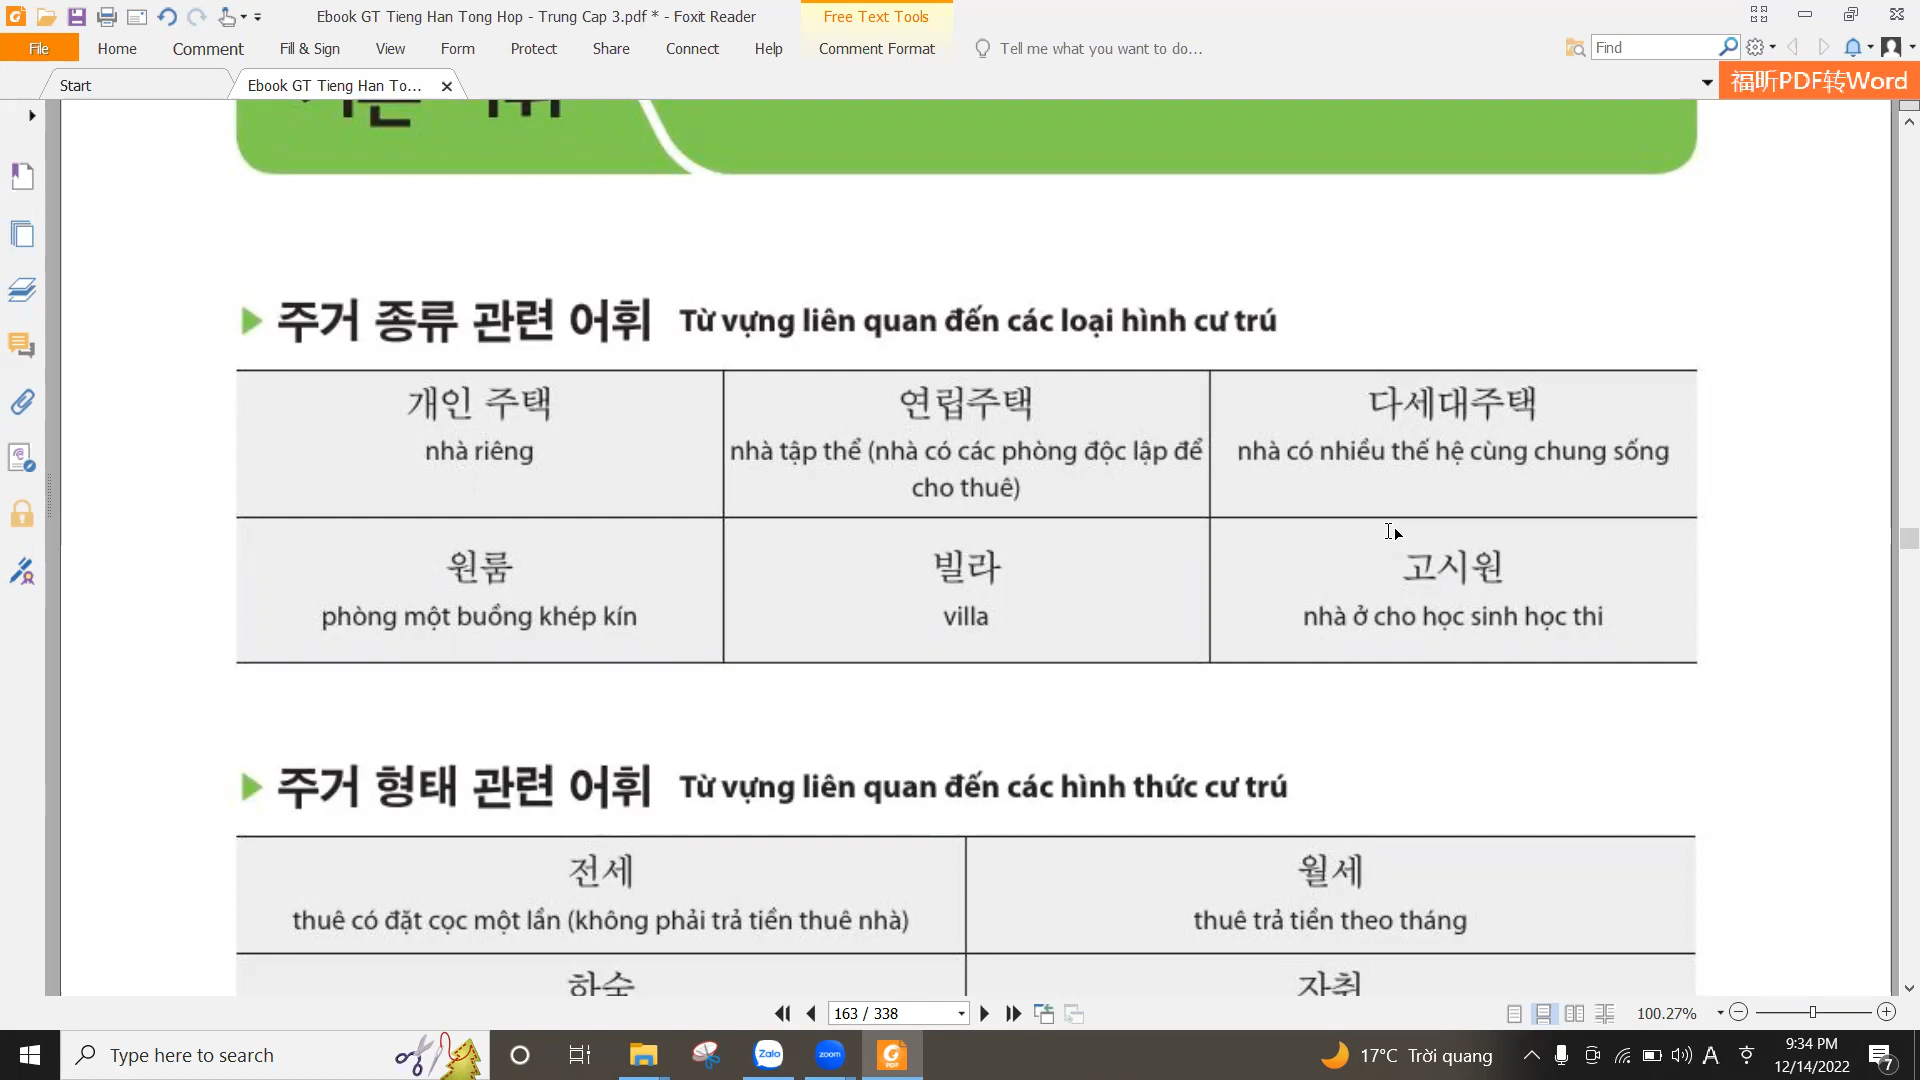 Ebook GT Tieng Han Tong Hop - Trung Cap 3.pdf * - Foxit Reader
Free Text Tools
File Home Comment Fill & Sign View Form Protect Share Connect Help Comment Format Tell me what you want to do... Find
Start Ebook GT Tieng Han To... 福昕PDF转Word
주거 종류 관련 어휘 Từ vựng liên quan đến các loại hình cư trú
개인 주택 연립주택 다세대주택
nhà riêng nhà tập thể (nhà có các phòng độc lập để nhà có nhiều thế hệ cùng chung sống
cho thuê)
원룸 빌라 고시원
phòng một buồng khép kín villa nhà ở cho học sinh học thi
주거 형태 관련 어휘 Từ vựng liên quan đến các hình thức cư trú
전세 월세
thuê có đặt cọc một lần (không phải trả tiền thuê nhà) thuê trả tiền theo tháng
하숙 자취
163 / 338 100.27%
Type here to search Zalo zoom PDF 17°C Trời quang A 9:34 PM
12/14/2022 7